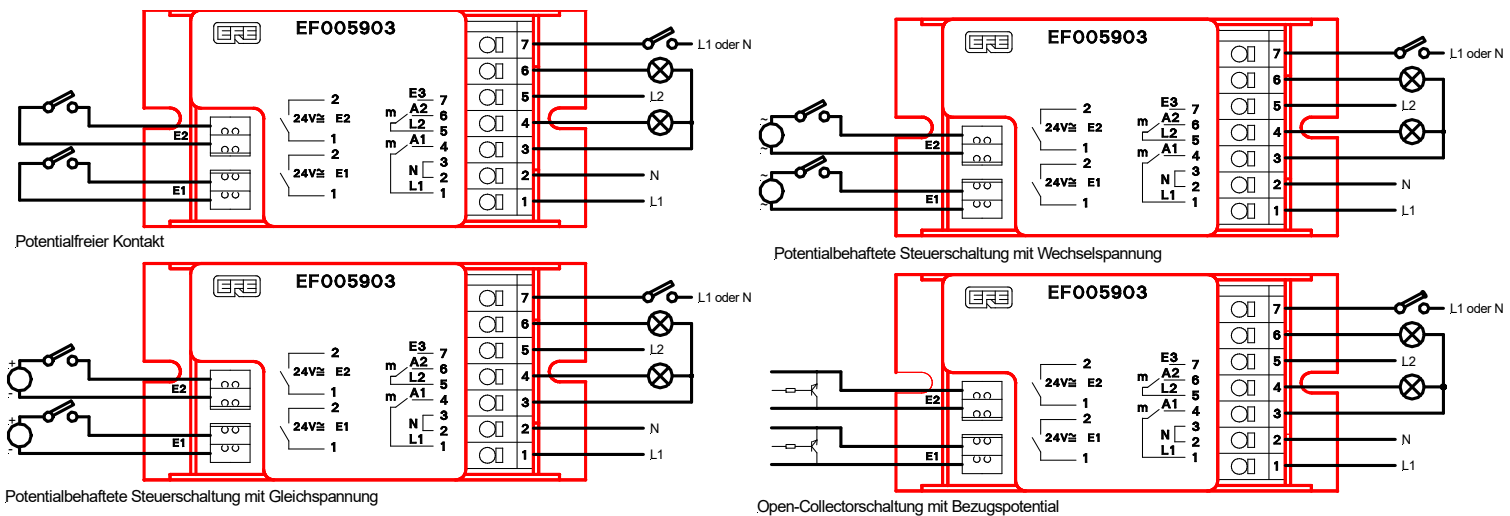 EFE EF005903
7 L1 oder N
6
5 L2
4
3
2 N
1 L1
E2
E1
2
24V≅ E2
1
2
24V≅ E1
1
E3 7
m A2 6
L2 5
m A1 4
3
N 2
L1 1
Potentialfreier Kontakt
EFE EF005903
7 L1 oder N
6
5 L2
4
3
2 N
1 L1
~
~
E2
~
~
E1
2
24V≅ E2
1
2
24V≅ E1
1
E3 7
m A2 6
L2 5
m A1 4
3
N 2
L1 1
Potentialbehaftete Steuerschaltung mit Wechselspannung
EFE EF005903
7 L1 oder N
6
5 L2
4
3
2 N
1 L1
+
-
E2
+
-
E1
2
24V≅ E2
1
2
24V≅ E1
1
E3 7
m A2 6
L2 5
m A1 4
3
N 2
L1 1
Potentialbehaftete Steuerschaltung mit Gleichspannung
EFE EF005903
7 L1 oder N
6
5 L2
4
3
2 N
1 L1
E2
E1
2
24V≅ E2
1
2
24V≅ E1
1
E3 7
m A2 6
L2 5
m A1 4
3
N 2
L1 1
Open-Collectorschaltung mit Bezugspotential